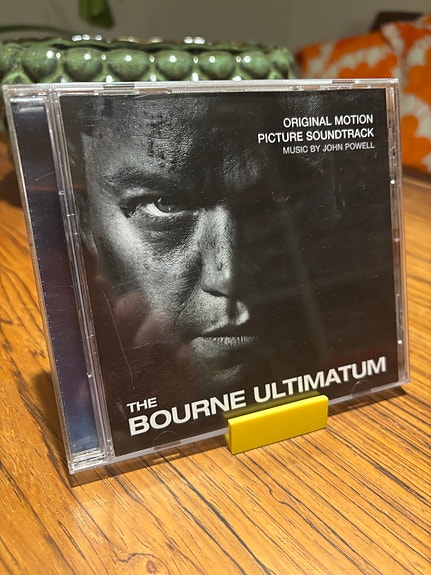 ORIGINAL MOTION
PICTURE SOUNDTRACK
MUSIC BY JOHN POWELL
THE
BOURNE ULTIMATUM